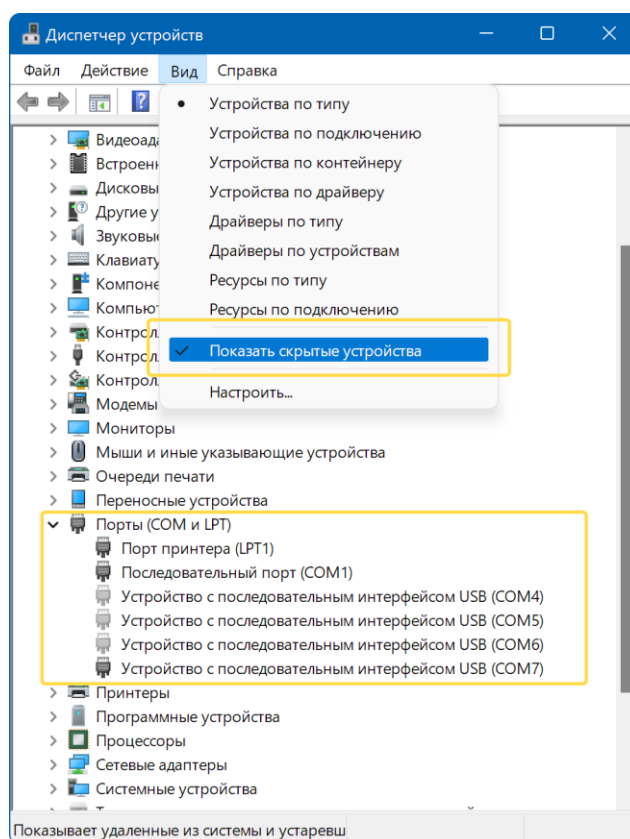 Диспетчер устройств
Файл Действие Вид Справка
Устройства по типу
Устройства по подключению
Устройства по контейнеру
Устройства по драйверу
Драйверы по типу
Драйверы по устройствам
Ресурсы по типу
Ресурсы по подключению
Показать скрытые устройства
Настроить...
Видеоад
Встроен
Дисковы
Другие у
Звуковы
Клавиату
Компоне
Компью
Контрол
Контрол
Контрол
Модемы
Мониторы
Мыши и иные указывающие устройства
Очереди печати
Переносные устройства
Порты (COM и LPT)
Порт принтера (LPT1)
Последовательный порт (COM1)
Устройство с последовательным интерфейсом USB (COM4)
Устройство с последовательным интерфейсом USB (COM5)
Устройство с последовательным интерфейсом USB (COM6)
Устройство с последовательным интерфейсом USB (COM7)
Принтеры
Программные устройства
Процессоры
Сетевые адаптеры
Системные устройства
Показывает удаленные из системы и устаревш